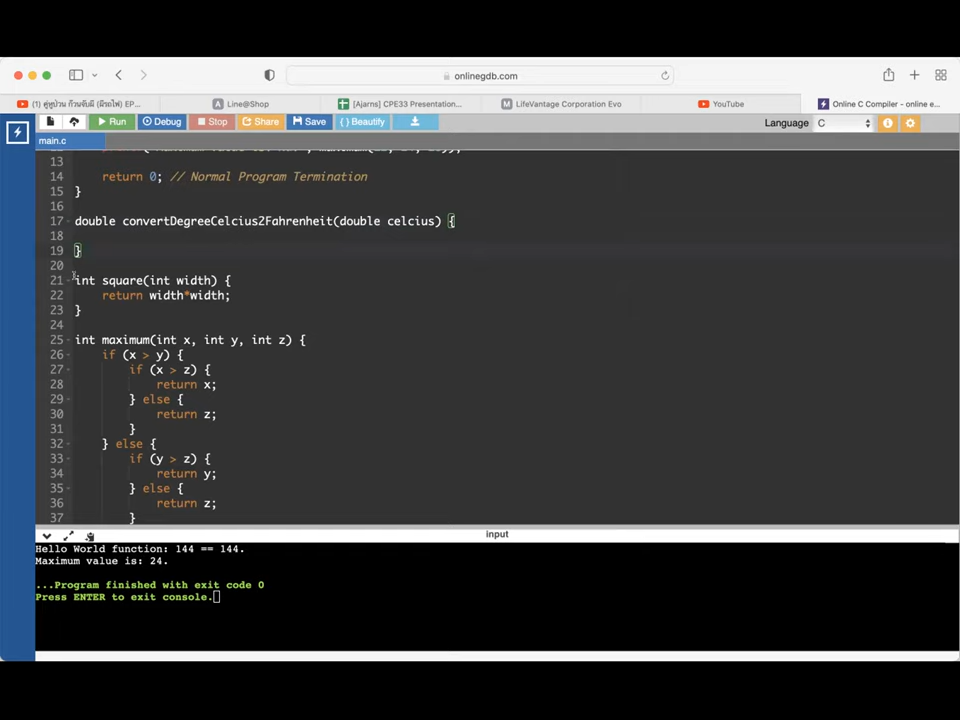 onlinegdb.com
(1) คู่หูป่วน ก๊วนจับผี (มีรถไฟ) EP...
Line@Shop
[Ajarns] CPE33 Presentation...
LifeVantage Corporation Evo
YouTube
Online C Compiler - online e...
Run Debug Stop Share Save { } Beautify Language C
main.c
13
14 return 0; // Normal Program Termination
15 }
16
17 double convertDegreeCelcius2Fahrenheit(double celcius) {
18
19 }
20
21 int square(int width) {
22 return width*width;
23 }
24
25 int maximum(int x, int y, int z) {
26 if (x > y) {
27 if (x > z) {
28 return x;
29 } else {
30 return z;
31 }
32 } else {
33 if (y > z) {
34 return y;
35 } else {
36 return z;
37 }
input
Hello World function: 144 == 144.
Maximum value is: 24.
...Program finished with exit code 0
Press ENTER to exit console.